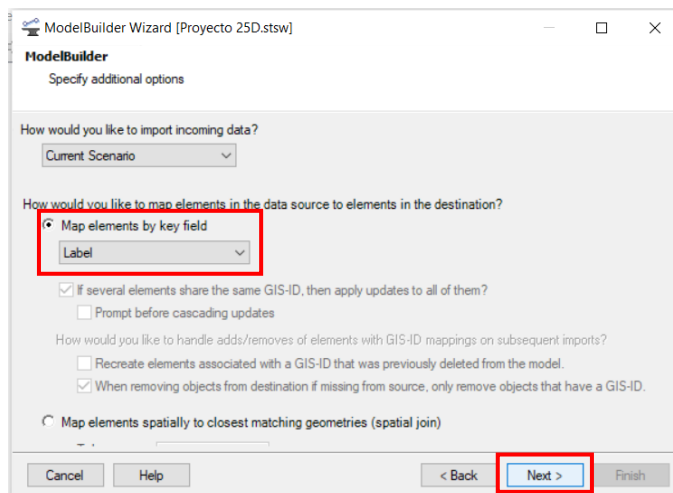 ModelBuilder Wizard [Proyecto 25D.stsw]
ModelBuilder
Specify additional options
How would you like to import incoming data?
Current Scenario
How would you like to map elements in the data source to elements in the destination?
Map elements by key field
Label
If several elements share the same GIS-ID, then apply updates to all of them?
Prompt before cascading updates
How would you like to handle adds/removes of elements with GIS-ID mappings on subsequent imports?
Recreate elements associated with a GIS-ID that was previously deleted from the model.
When removing objects from destination if missing from source, only remove objects that have a GIS-ID.
Map elements spatially to closest matching geometries (spatial join)
Cancel Help < Back Next > Finish